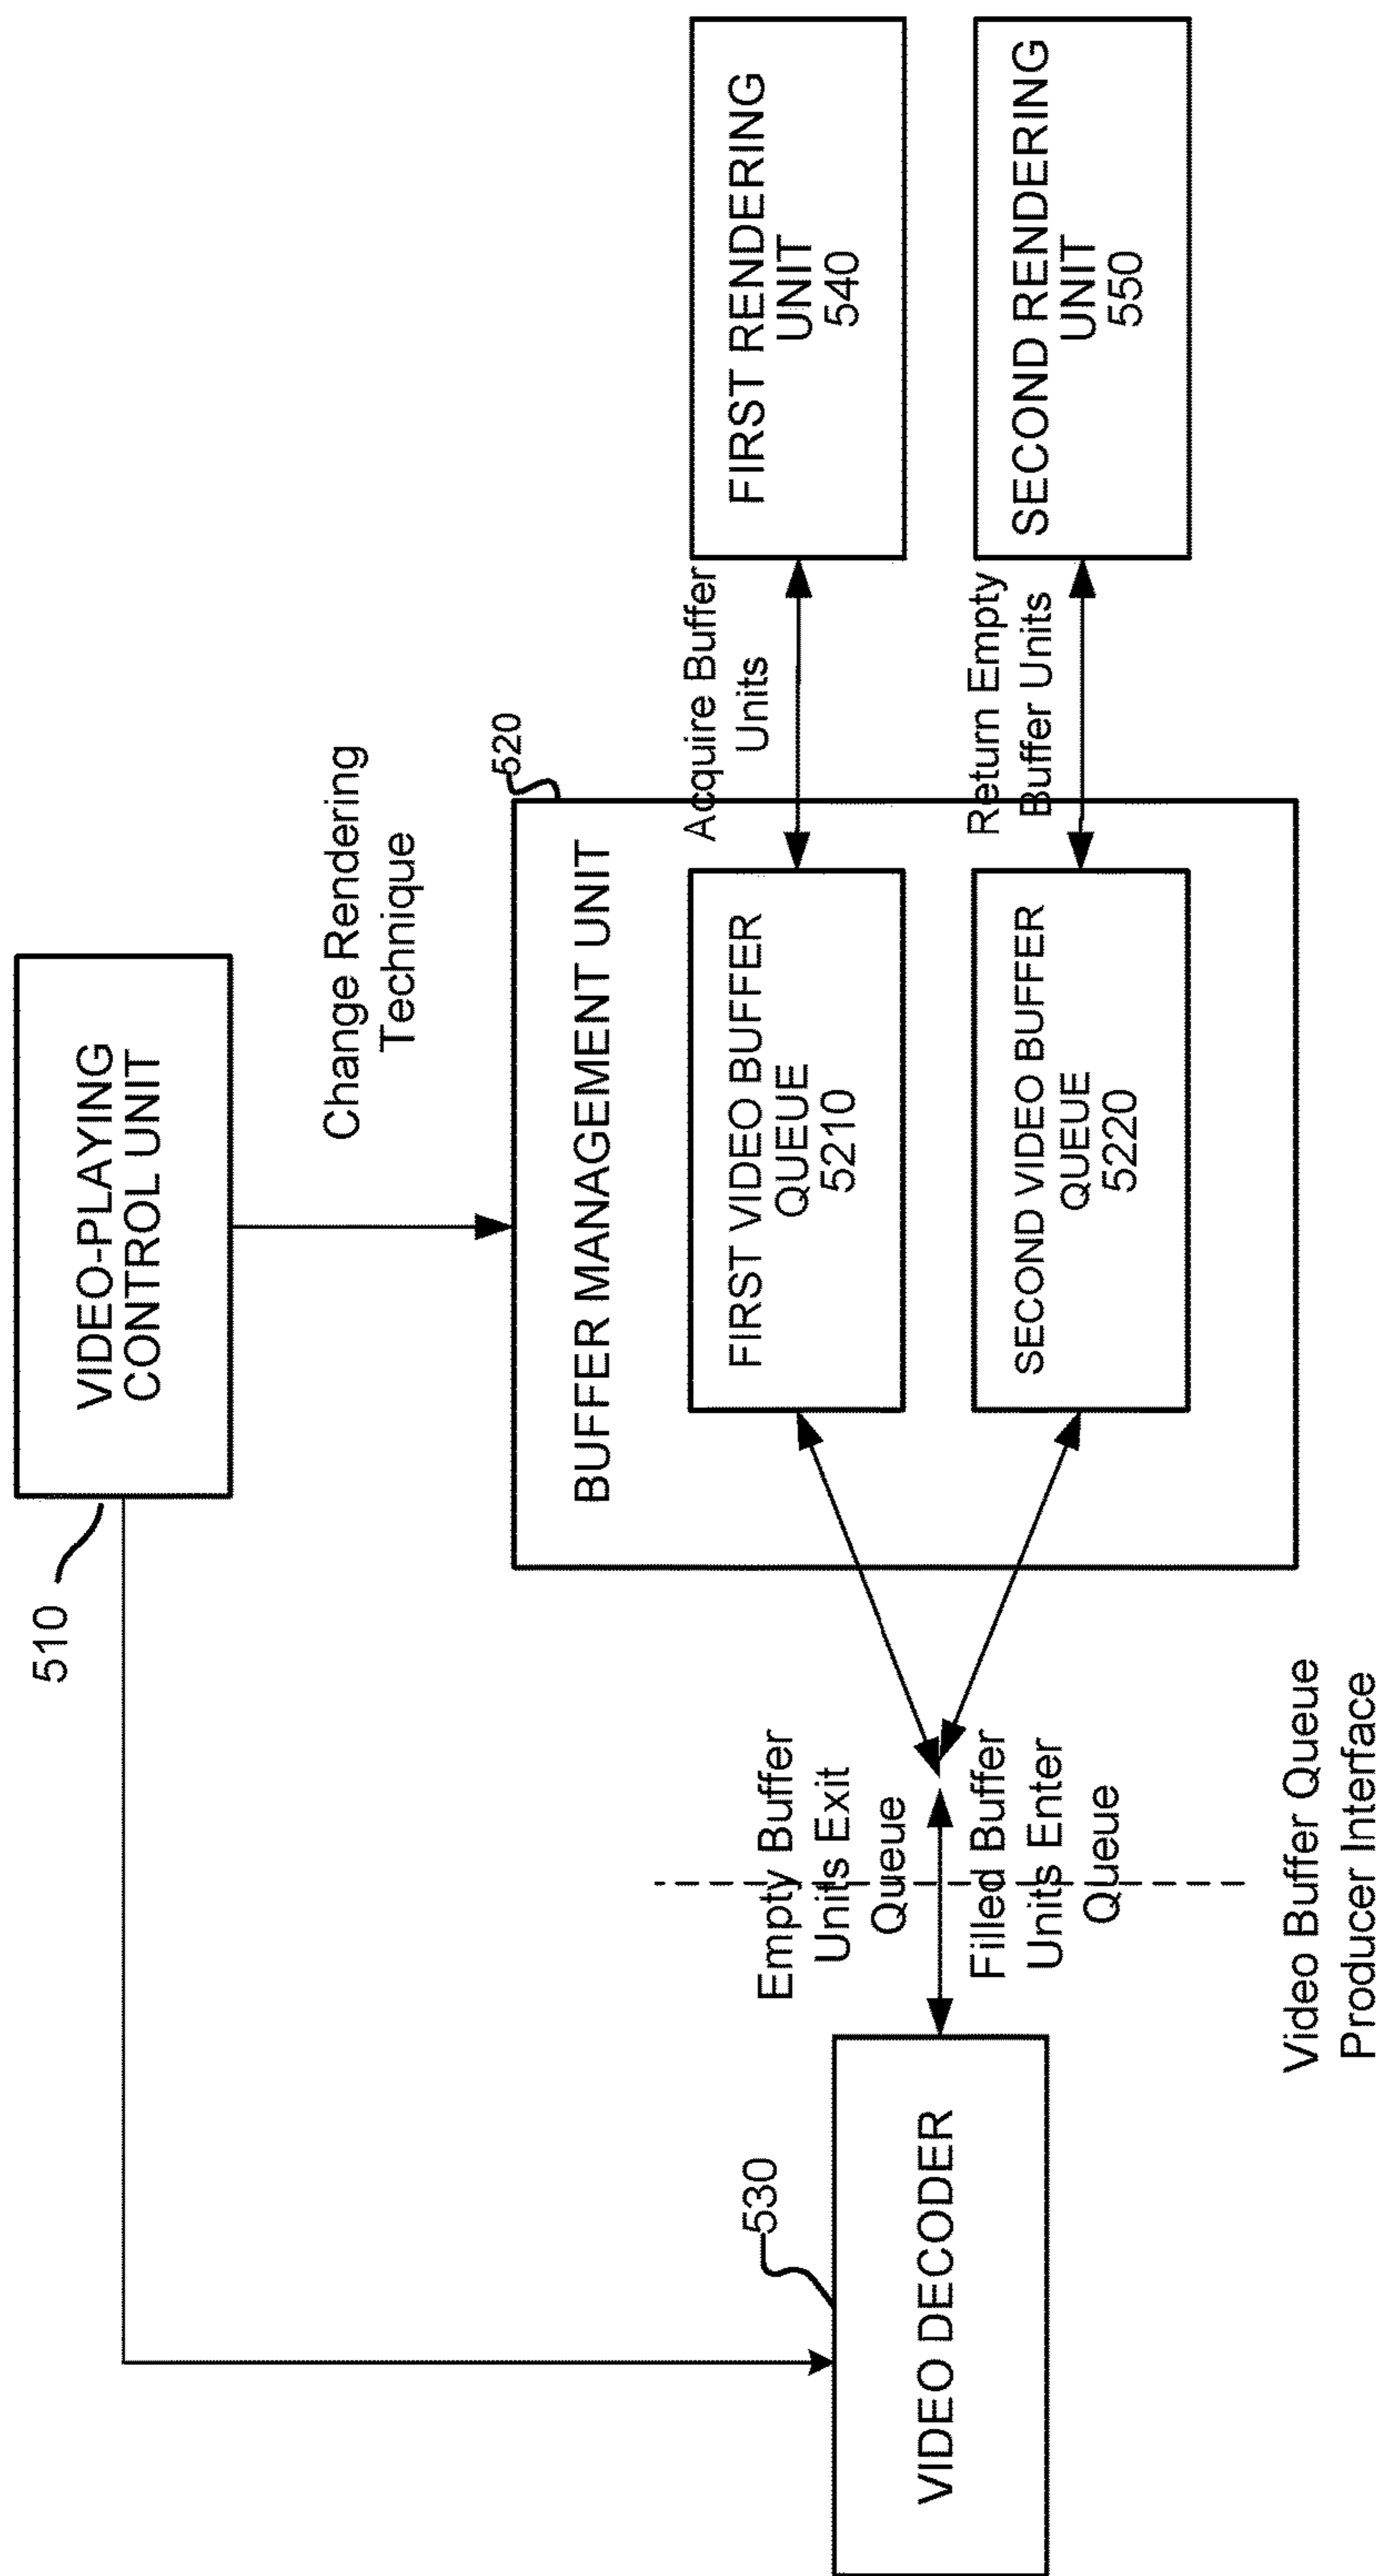 VIDEO-PLAYING
CONTROL UNIT
510
Change Rendering
Technique
520
BUFFER MANAGEMENT UNIT
FIRST VIDEO BUFFER
QUEUE
5210
SECOND VIDEO BUFFER
QUEUE
5220
Acquire Buffer
Units
Return Empty
Buffer Units
FIRST RENDERING
UNIT
540
SECOND RENDERING
UNIT
550
530
VIDEO DECODER
Empty Buffer
Units Exit
Queue
Filled Buffer
Units Enter
Queue
Video Buffer Queue
Producer Interface